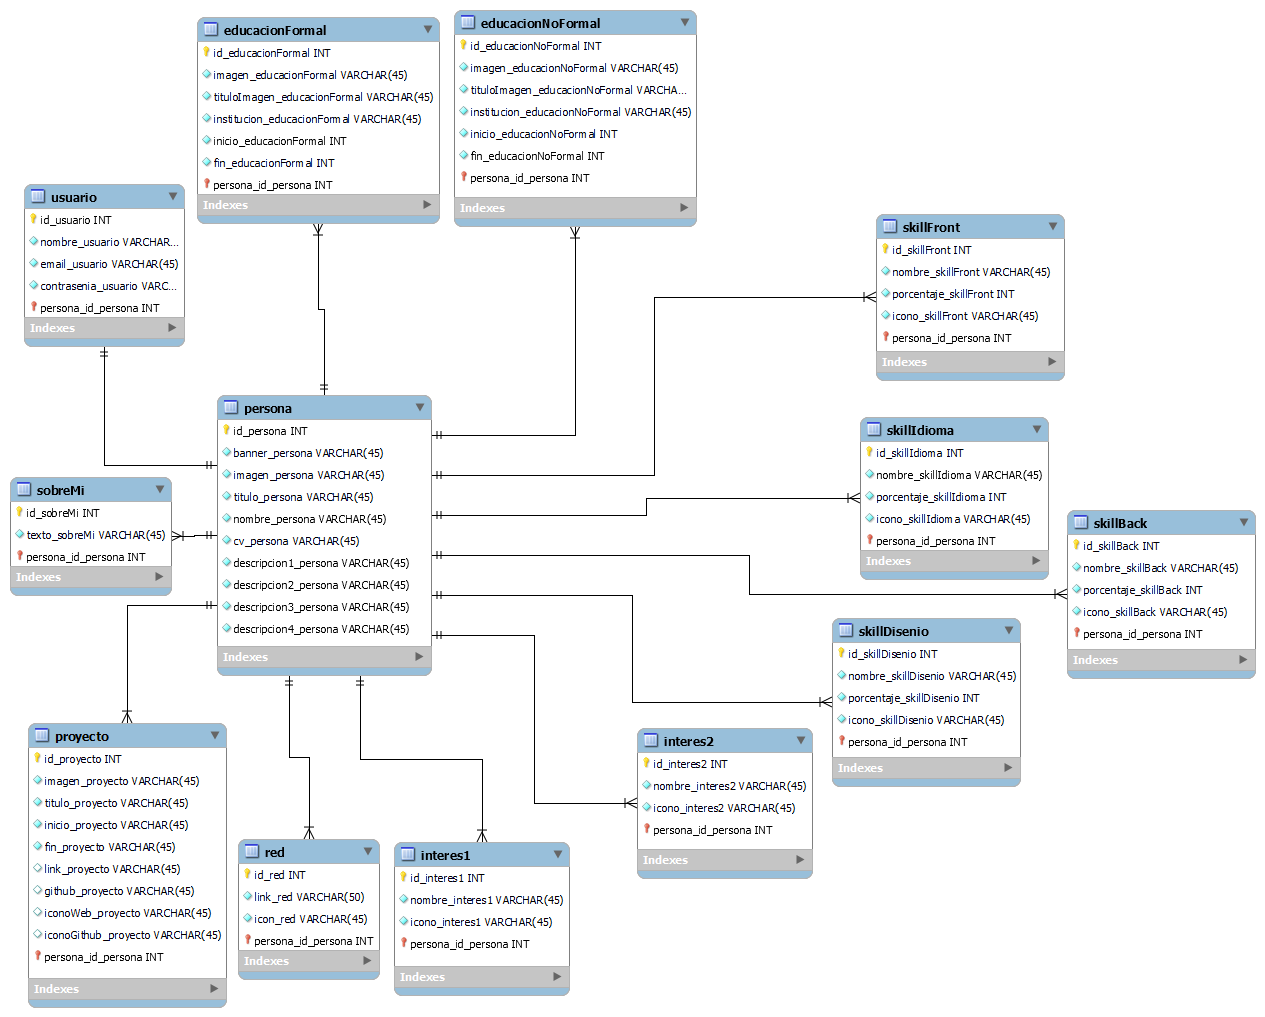 educacionFormal
id_educacionFormal INT
imagen_educacionFormal VARCHAR(45)
tituloImagen_educacionFormal VARCHAR(45)
institucion_educacionFormal VARCHAR(45)
inicio_educacionFormal INT
fin_educacionFormal INT
persona_id_persona INT
Indexes
educacionNoFormal
id_educacionNoFormal INT
imagen_educacionNoFormal VARCHAR(45)
tituloImagen_educacionNoFormal VARCHA...
institucion_educacionNoFormal VARCHAR(45)
inicio_educacionNoFormal INT
fin_educacionNoFormal INT
persona_id_persona INT
Indexes
usuario
id_usuario INT
nombre_usuario VARCHAR...
email_usuario VARCHAR(45)
contrasenia_usuario VARC...
persona_id_persona INT
Indexes
skillFront
id_skillFront INT
nombre_skillFront VARCHAR(45)
porcentaje_skillFront INT
icono_skillFront VARCHAR(45)
persona_id_persona INT
Indexes
persona
id_persona INT
banner_persona VARCHAR(45)
imagen_persona VARCHAR(45)
titulo_persona VARCHAR(45)
nombre_persona VARCHAR(45)
cv_persona VARCHAR(45)
descripcion1_persona VARCHAR(45)
descripcion2_persona VARCHAR(45)
descripcion3_persona VARCHAR(45)
descripcion4_persona VARCHAR(45)
Indexes
skillIdioma
id_skillIdioma INT
nombre_skillIdioma VARCHAR(45)
porcentaje_skillIdioma INT
icono_skillIdioma VARCHAR(45)
persona_id_persona INT
Indexes
sobreMi
id_sobreMi INT
texto_sobreMi VARCHAR(45)
persona_id_persona INT
Indexes
skillBack
id_skillBack INT
nombre_skillBack VARCHAR(45)
porcentaje_skillBack INT
icono_skillBack VARCHAR(45)
persona_id_persona INT
Indexes
skillDisenio
id_skillDisenio INT
nombre_skillDisenio VARCHAR(45)
porcentaje_skillDisenio INT
icono_skillDisenio VARCHAR(45)
persona_id_persona INT
Indexes
proyecto
id_proyecto INT
imagen_proyecto VARCHAR(45)
titulo_proyecto VARCHAR(45)
inicio_proyecto VARCHAR(45)
fin_proyecto VARCHAR(45)
link_proyecto VARCHAR(45)
github_proyecto VARCHAR(45)
iconoWeb_proyecto VARCHAR(45)
iconoGithub_proyecto VARCHAR(45)
persona_id_persona INT
Indexes
red
id_red INT
link_red VARCHAR(50)
icon_red VARCHAR(45)
persona_id_persona INT
Indexes
interes1
id_interes1 INT
nombre_interes1 VARCHAR(45)
icono_interes1 VARCHAR(45)
persona_id_persona INT
Indexes
interes2
id_interes2 INT
nombre_interes2 VARCHAR(45)
icono_interes2 VARCHAR(45)
persona_id_persona INT
Indexes